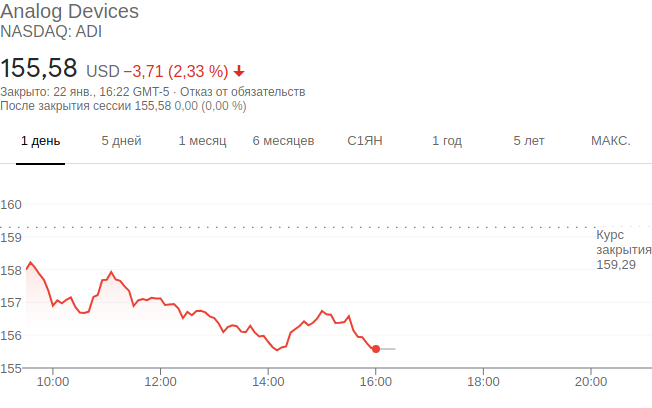 Analog Devices
NASDAQ: ADI
155,58 USD −3,71 (2,33 %)
Закрыто: 22 янв., 16:22 GMT-5 · Отказ от обязательств
После закрытия сессии 155,58 0,00 (0,00 %)
1 день 5 дней 1 месяц 6 месяцев С1ЯН 1 год 5 лет МАКС.
160
159
158
157
156
155
Курс
закрытия
159,29
10:00 12:00 14:00 16:00 18:00 20:00